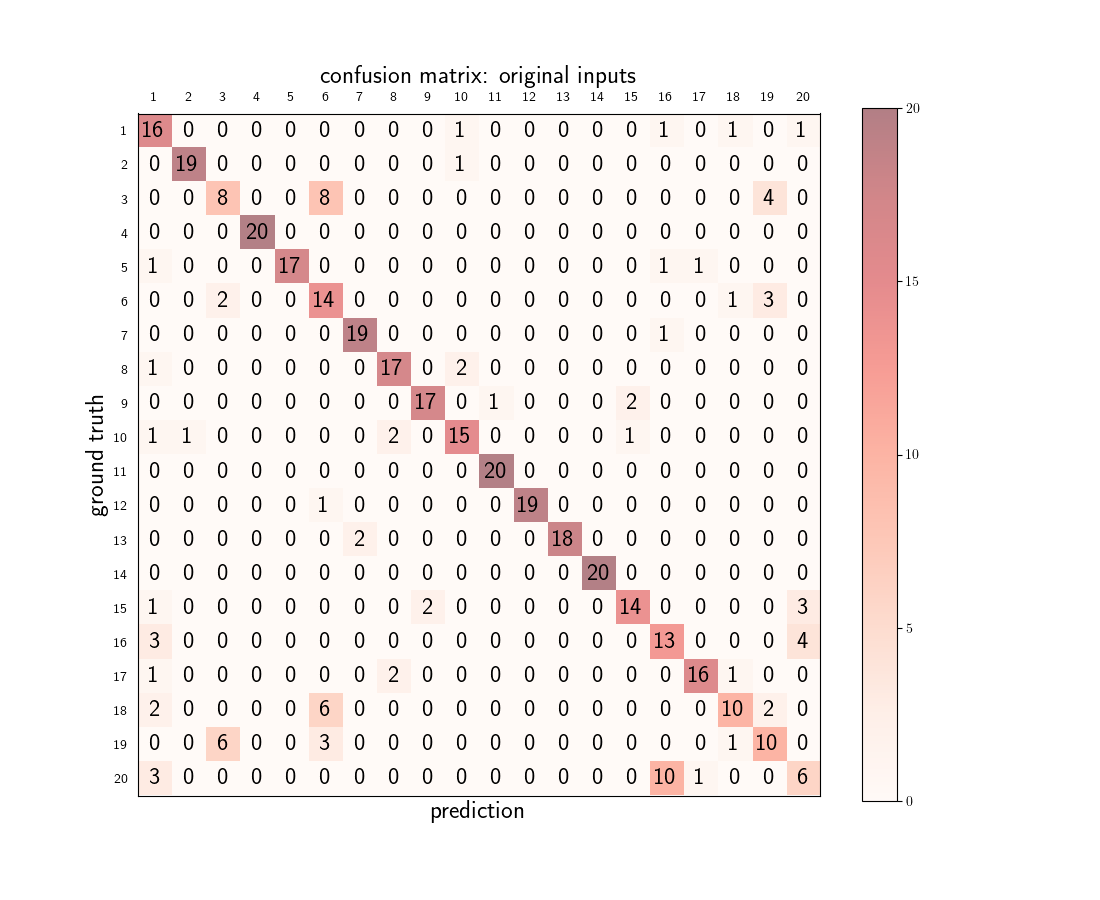 confusion matrix: original inputs
1 2 3 4 5 6 7 8 9 10 11 12 13 14 15 16 17 18 19 20
1 16 0 0 0 0 0 0 0 0 1 0 0 0 0 0 1 0 1 0 1
2 0 19 0 0 0 0 0 0 0 1 0 0 0 0 0 0 0 0 0 0
3 0 0 8 0 0 8 0 0 0 0 0 0 0 0 0 0 0 0 4 0
4 0 0 0 20 0 0 0 0 0 0 0 0 0 0 0 0 0 0 0 0
5 1 0 0 0 17 0 0 0 0 0 0 0 0 0 0 1 1 0 0 0
6 0 0 2 0 0 14 0 0 0 0 0 0 0 0 0 0 0 1 3 0
7 0 0 0 0 0 0 19 0 0 0 0 0 0 0 0 1 0 0 0 0
8 1 0 0 0 0 0 0 17 0 2 0 0 0 0 0 0 0 0 0 0
9 0 0 0 0 0 0 0 0 17 0 1 0 0 0 2 0 0 0 0 0
10 1 1 0 0 0 0 0 2 0 15 0 0 0 0 1 0 0 0 0 0
11 0 0 0 0 0 0 0 0 0 0 20 0 0 0 0 0 0 0 0 0
12 0 0 0 0 0 1 0 0 0 0 0 19 0 0 0 0 0 0 0 0
13 0 0 0 0 0 0 2 0 0 0 0 0 18 0 0 0 0 0 0 0
14 0 0 0 0 0 0 0 0 0 0 0 0 0 20 0 0 0 0 0 0
15 1 0 0 0 0 0 0 0 2 0 0 0 0 0 14 0 0 0 0 3
16 3 0 0 0 0 0 0 0 0 0 0 0 0 0 0 13 0 0 0 4
17 1 0 0 0 0 0 0 2 0 0 0 0 0 0 0 0 16 1 0 0
18 2 0 0 0 0 6 0 0 0 0 0 0 0 0 0 0 0 10 2 0
19 0 0 6 0 0 3 0 0 0 0 0 0 0 0 0 0 0 1 10 0
20 3 0 0 0 0 0 0 0 0 0 0 0 0 0 0 10 1 0 0 6
ground truth
prediction
20
15
10
5
0